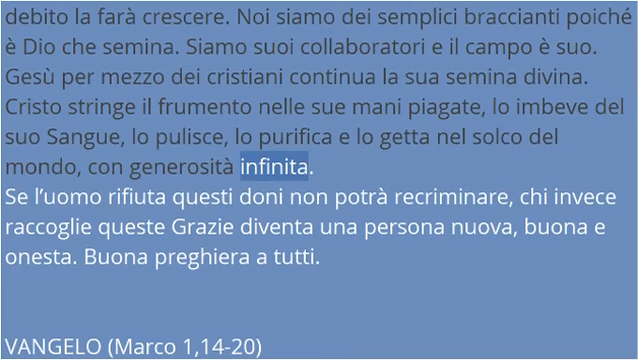 debito la farà crescere. Noi siamo dei semplici braccianti poiché
è Dio che semina. Siamo suoi collaboratori e il campo è suo.
Gesù per mezzo dei cristiani continua la sua semina divina.
Cristo stringe il frumento nelle sue mani piagate, lo imbeve del
suo Sangue, lo pulisce, lo purifica e lo getta nel solco del
mondo, con generosità infinita.
Se l’uomo rifiuta questi doni non potrà recriminare, chi invece
raccoglie queste Grazie diventa una persona nuova, buona e
onesta. Buona preghiera a tutti.
VANGELO (Marco 1,14-20)